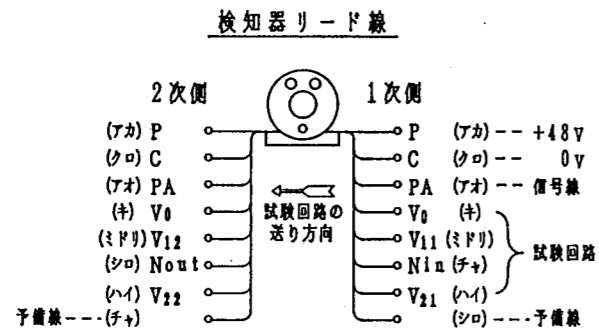 検知器リード線
2次側 1次側
(アカ) P P (アカ)-- +48v
(クロ) C C (クロ)-- 0v
(アオ) PA PA (アオ)-- 信号線
(キ) V0 V0 (キ)
試験回路の
送り方向
(ミドリ) V12 V11 (ミドリ)
試験回路
(シロ) Nout Nin (チャ)
(ハイ) V22 V21 (ハイ)
予備線---(チャ) (シロ)---予備線